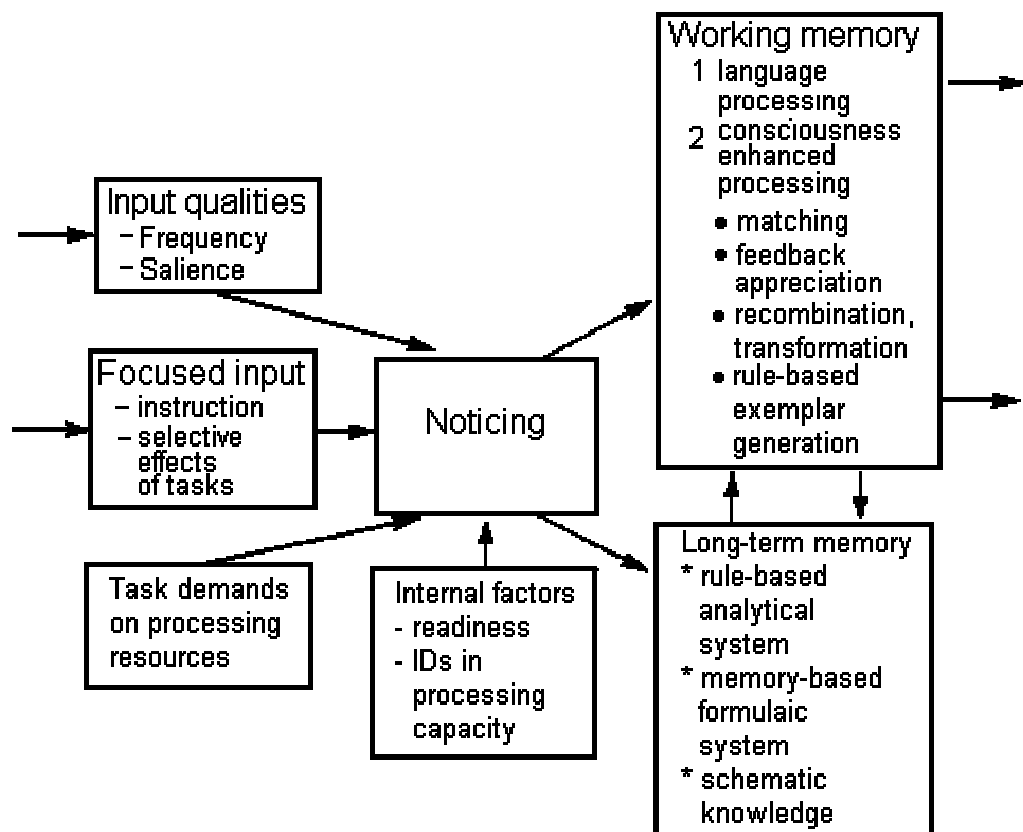 Working memory
1 language
processing
2 consciousness
enhanced
processing
• matching
• feedback
appreciation
• recombination,
transformation
• rule-based
exemplar
generation
Input qualities
– Frequency
– Salience
Focused input
– instruction
– selective
effects
of tasks
Noticing
Task demands
on processing
resources
Internal factors
- readiness
- IDs in
processing
capacity
Long-term memory
* rule-based
analytical
system
* memory-based
formulaic
system
* schematic
knowledge